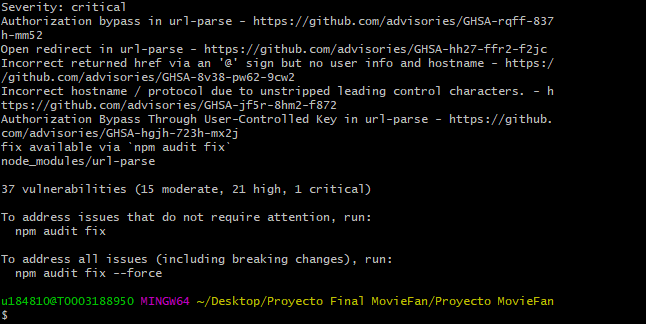 Severity: critical
Authorization bypass in url-parse - https://github.com/advisories/GHSA-rqff-837
h-mm52
Open redirect in url-parse - https://github.com/advisories/GHSA-hh27-ffr2-f2jc
Incorrect returned href via an '@' sign but no user info and hostname - https:/
/github.com/advisories/GHSA-8v38-pw62-9cw2
Incorrect hostname / protocol due to unstripped leading control characters. - h
ttps://github.com/advisories/GHSA-jf5r-8hm2-f872
Authorization Bypass Through User-Controlled Key in url-parse - https://github.
com/advisories/GHSA-hgjh-723h-mx2j
fix available via `npm audit fix`
node_modules/url-parse
37 vulnerabilities (15 moderate, 21 high, 1 critical)
To address issues that do not require attention, run:
  npm audit fix
To address all issues (including breaking changes), run:
  npm audit fix --force
u184810@T0003188950 MINGW64 ~/Desktop/Proyecto Final MovieFan/Proyecto MovieFan
$